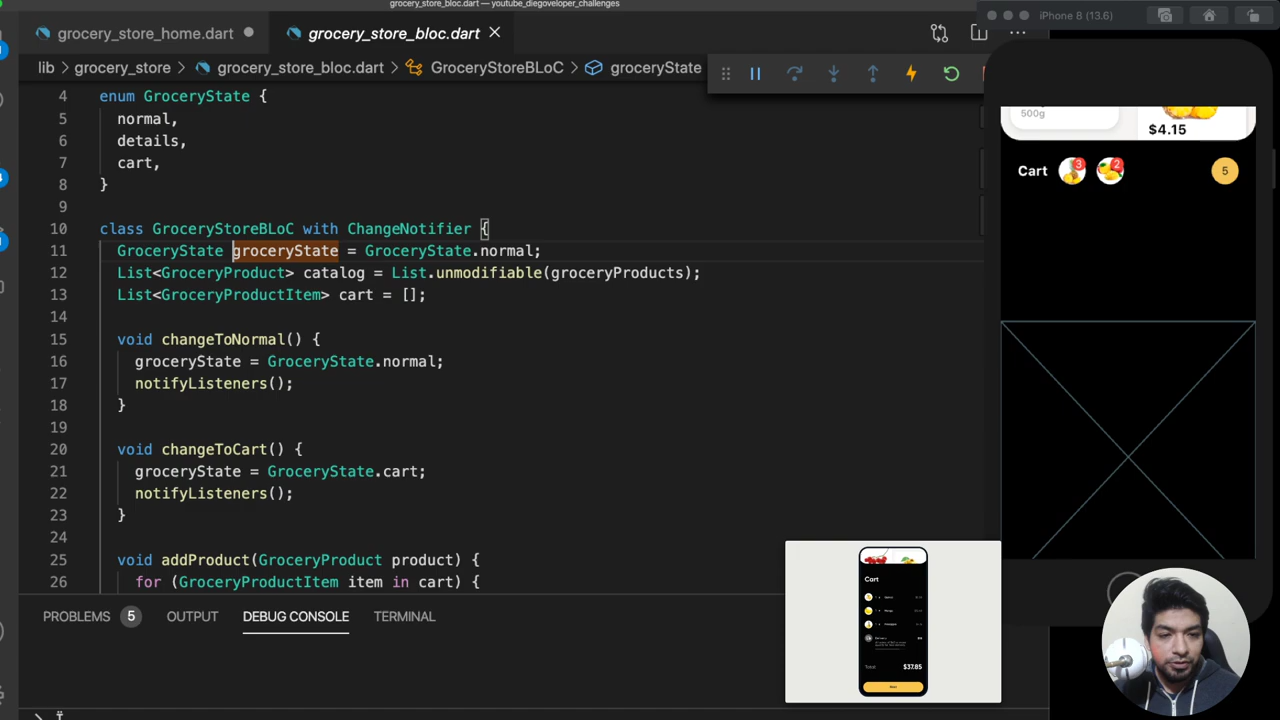 grocery_store_bloc.dart — youtube_diegoveloper_challenges
grocery_store_home.dart
grocery_store_bloc.dart
lib > grocery_store > grocery_store_bloc.dart > GroceryStoreBLoC > groceryState
4 enum GroceryState {
5 normal,
6 details,
7 cart,
8 }
9
10 class GroceryStoreBLoC with ChangeNotifier {
11 GroceryState groceryState = GroceryState.normal;
12 List<GroceryProduct> catalog = List.unmodifiable(groceryProducts);
13 List<GroceryProductItem> cart = [];
14
15 void changeToNormal() {
16 groceryState = GroceryState.normal;
17 notifyListeners();
18 }
19
20 void changeToCart() {
21 groceryState = GroceryState.cart;
22 notifyListeners();
23 }
24
25 void addProduct(GroceryProduct product) {
26 for (GroceryProductItem item in cart) {
PROBLEMS 5 OUTPUT DEBUG CONSOLE TERMINAL
iPhone 8 (13.6)
500g
$4.15
Cart 3 2 5
Cart
Total:
$37.85